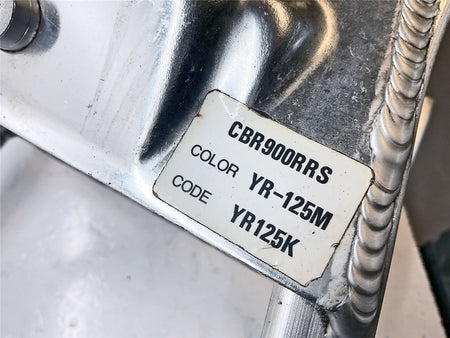 CBR900RRS
COLOR YR-125M
CODE YR125K